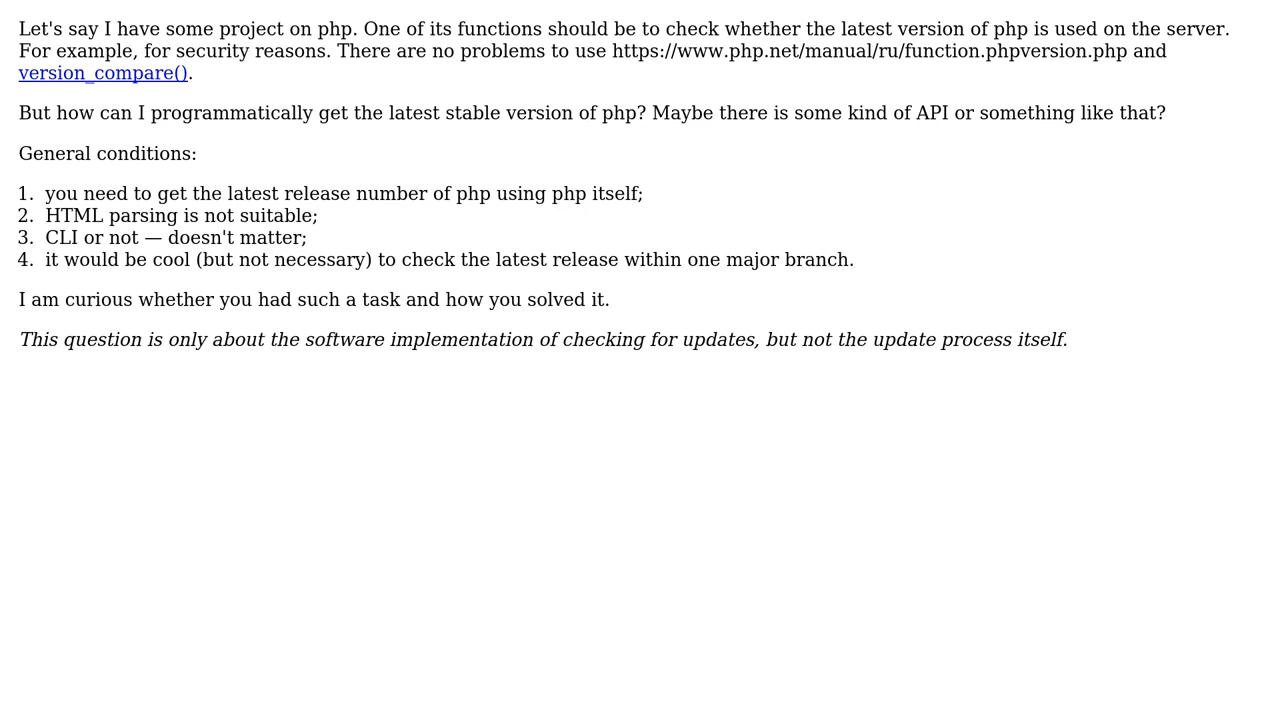 Let's say I have some project on php. One of its functions should be to check whether the latest version of php is used on the server.
For example, for security reasons. There are no problems to use https://www.php.net/manual/ru/function.phpversion.php and
version_compare().
But how can I programmatically get the latest stable version of php? Maybe there is some kind of API or something like that?
General conditions:
1. you need to get the latest release number of php using php itself;
2. HTML parsing is not suitable;
3. CLI or not — doesn't matter;
4. it would be cool (but not necessary) to check the latest release within one major branch.
I am curious whether you had such a task and how you solved it.
This question is only about the software implementation of checking for updates, but not the update process itself.